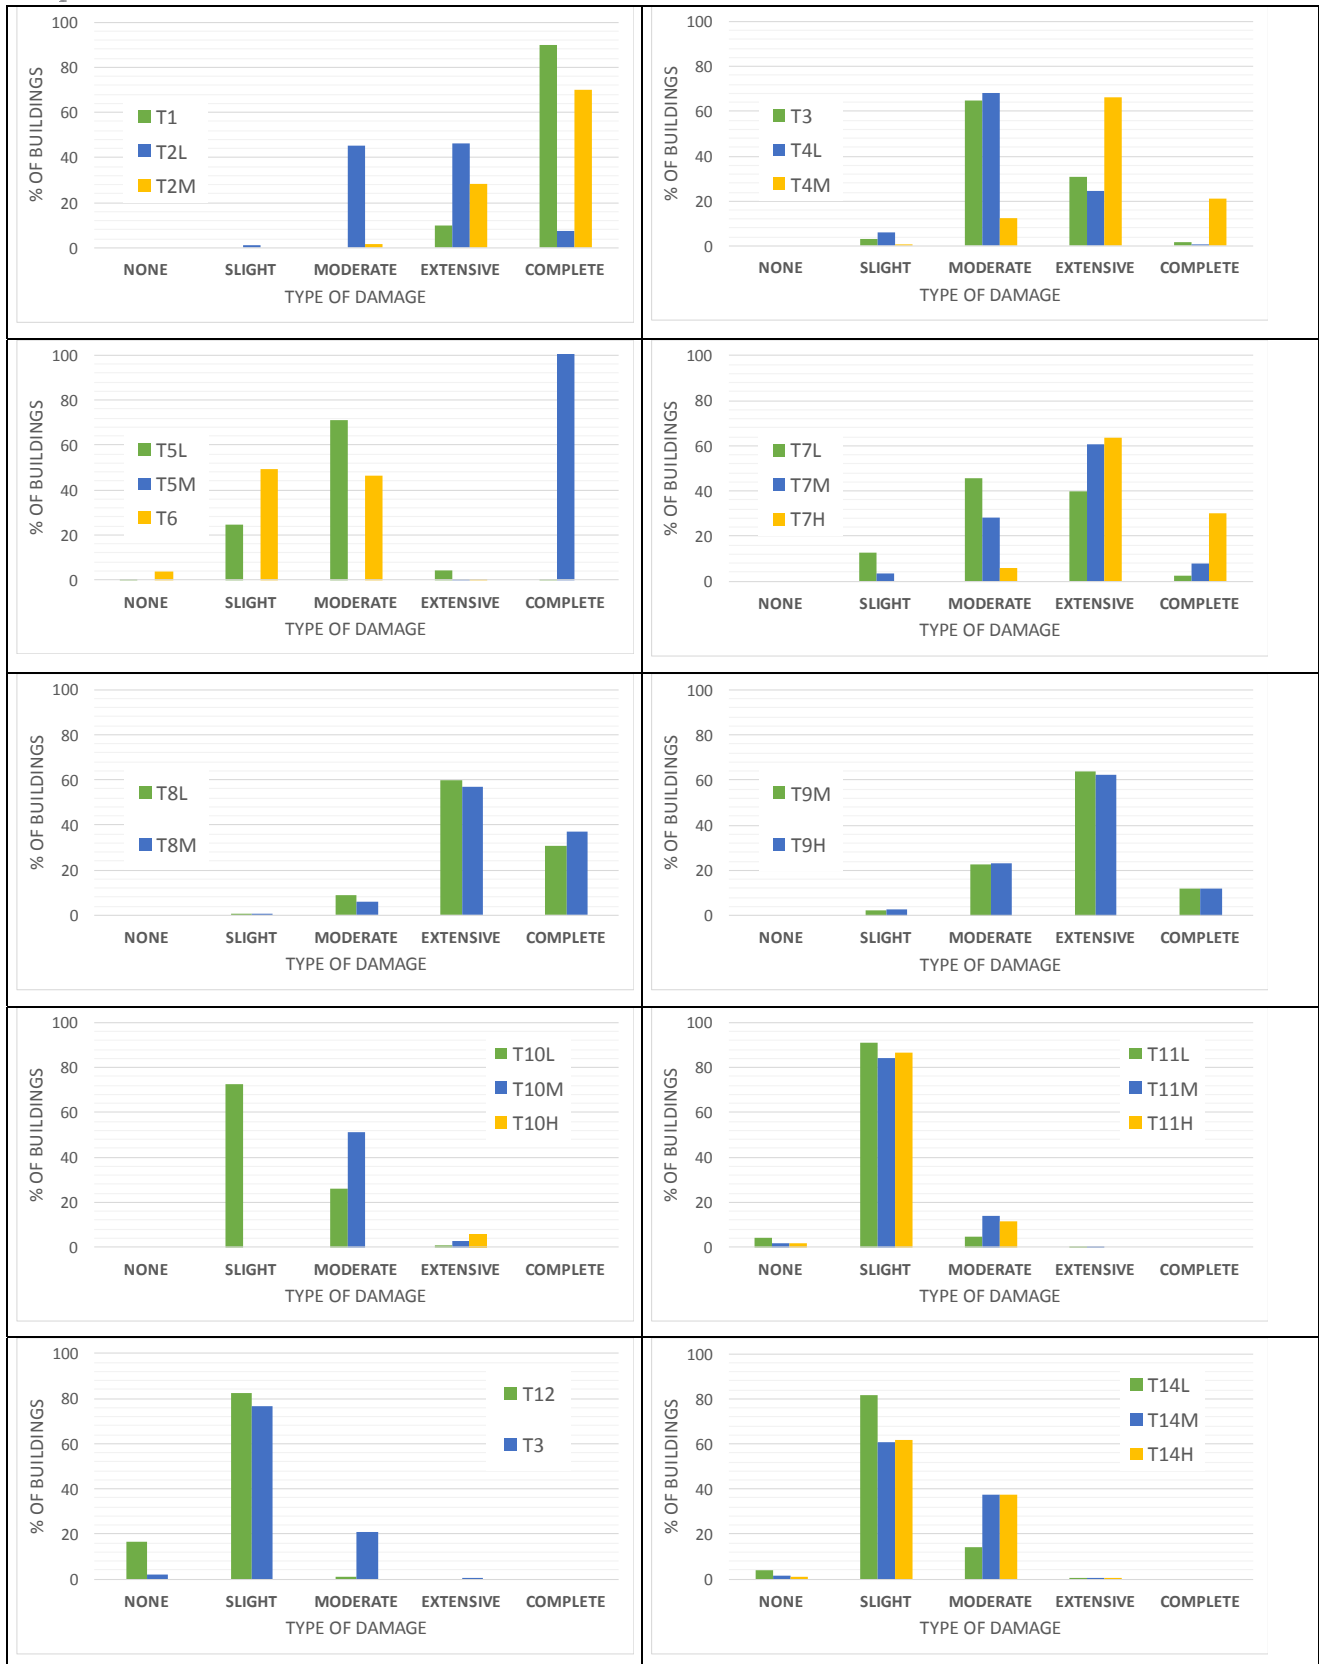 100
80
60
40
20
0
% OF BUILDINGS
T1
T2L
T2M
NONE SLIGHT MODERATE EXTENSIVE COMPLETE
TYPE OF DAMAGE
100
80
60
40
20
0
% OF BUILDINGS
T3
T4L
T4M
NONE SLIGHT MODERATE EXTENSIVE COMPLETE
TYPE OF DAMAGE
100
80
60
40
20
0
% OF BUILDINGS
T5L
T5M
T6
NONE SLIGHT MODERATE EXTENSIVE COMPLETE
TYPE OF DAMAGE
100
80
60
40
20
0
% OF BUILDINGS
T7L
T7M
T7H
NONE SLIGHT MODERATE EXTENSIVE COMPLETE
TYPE OF DAMAGE
100
80
60
40
20
0
% OF BUILDINGS
T8L
T8M
NONE SLIGHT MODERATE EXTENSIVE COMPLETE
TYPE OF DAMAGE
100
80
60
40
20
0
% OF BUILDINGS
T9M
T9H
NONE SLIGHT MODERATE EXTENSIVE COMPLETE
TYPE OF DAMAGE
100
80
60
40
20
0
% OF BUILDINGS
T10L
T10M
T10H
NONE SLIGHT MODERATE EXTENSIVE COMPLETE
TYPE OF DAMAGE
100
80
60
40
20
0
% OF BUILDINGS
T11L
T11M
T11H
NONE SLIGHT MODERATE EXTENSIVE COMPLETE
TYPE OF DAMAGE
100
80
60
40
20
0
% OF BUILDINGS
T12
T3
NONE SLIGHT MODERATE EXTENSIVE COMPLETE
TYPE OF DAMAGE
100
80
60
40
20
0
% OF BUILDINGS
T14L
T14M
T14H
NONE SLIGHT MODERATE EXTENSIVE COMPLETE
TYPE OF DAMAGE